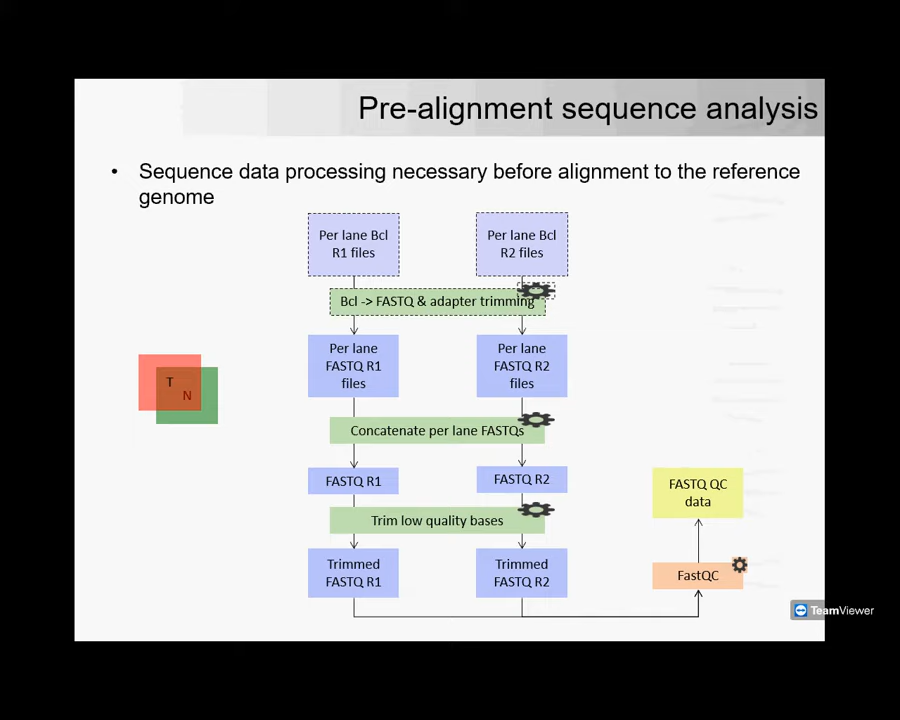 Pre-alignment sequence analysis
• Sequence data processing necessary before alignment to the reference
genome
Per lane Bcl
R1 files
Per lane Bcl
R2 files
Bcl -> FASTQ & adapter trimming
Per lane
FASTQ R1
files
Per lane
FASTQ R2
files
T
N
Concatenate per lane FASTQs
FASTQ R1
FASTQ R2
FASTQ QC
data
Trim low quality bases
Trimmed
FASTQ R1
Trimmed
FASTQ R2
FastQC
TeamViewer